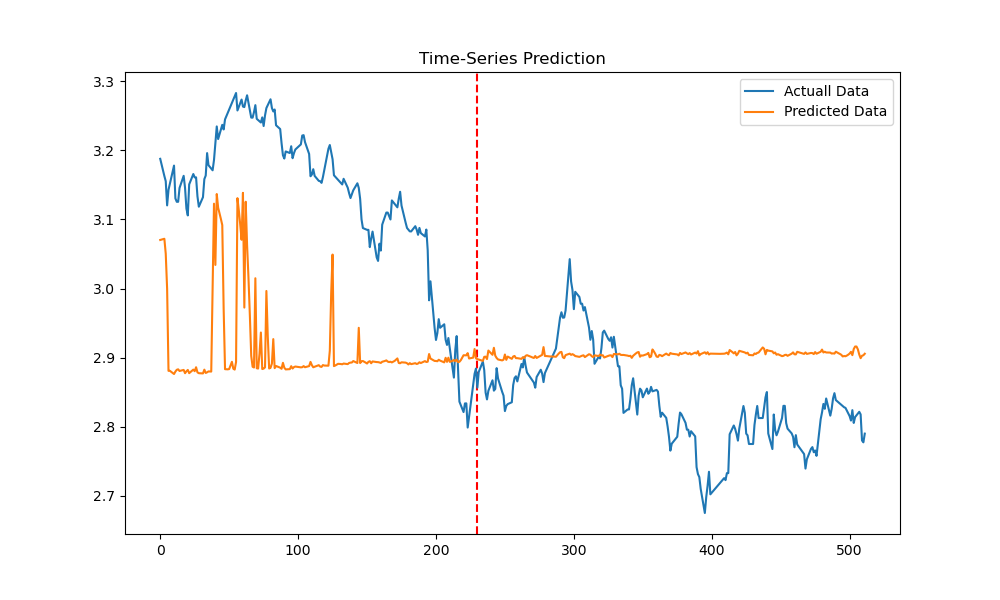 Time-Series Prediction
3.3
3.2
3.1
3.0
2.9
2.8
2.7
0 100 200 300 400 500
Actuall Data
Predicted Data